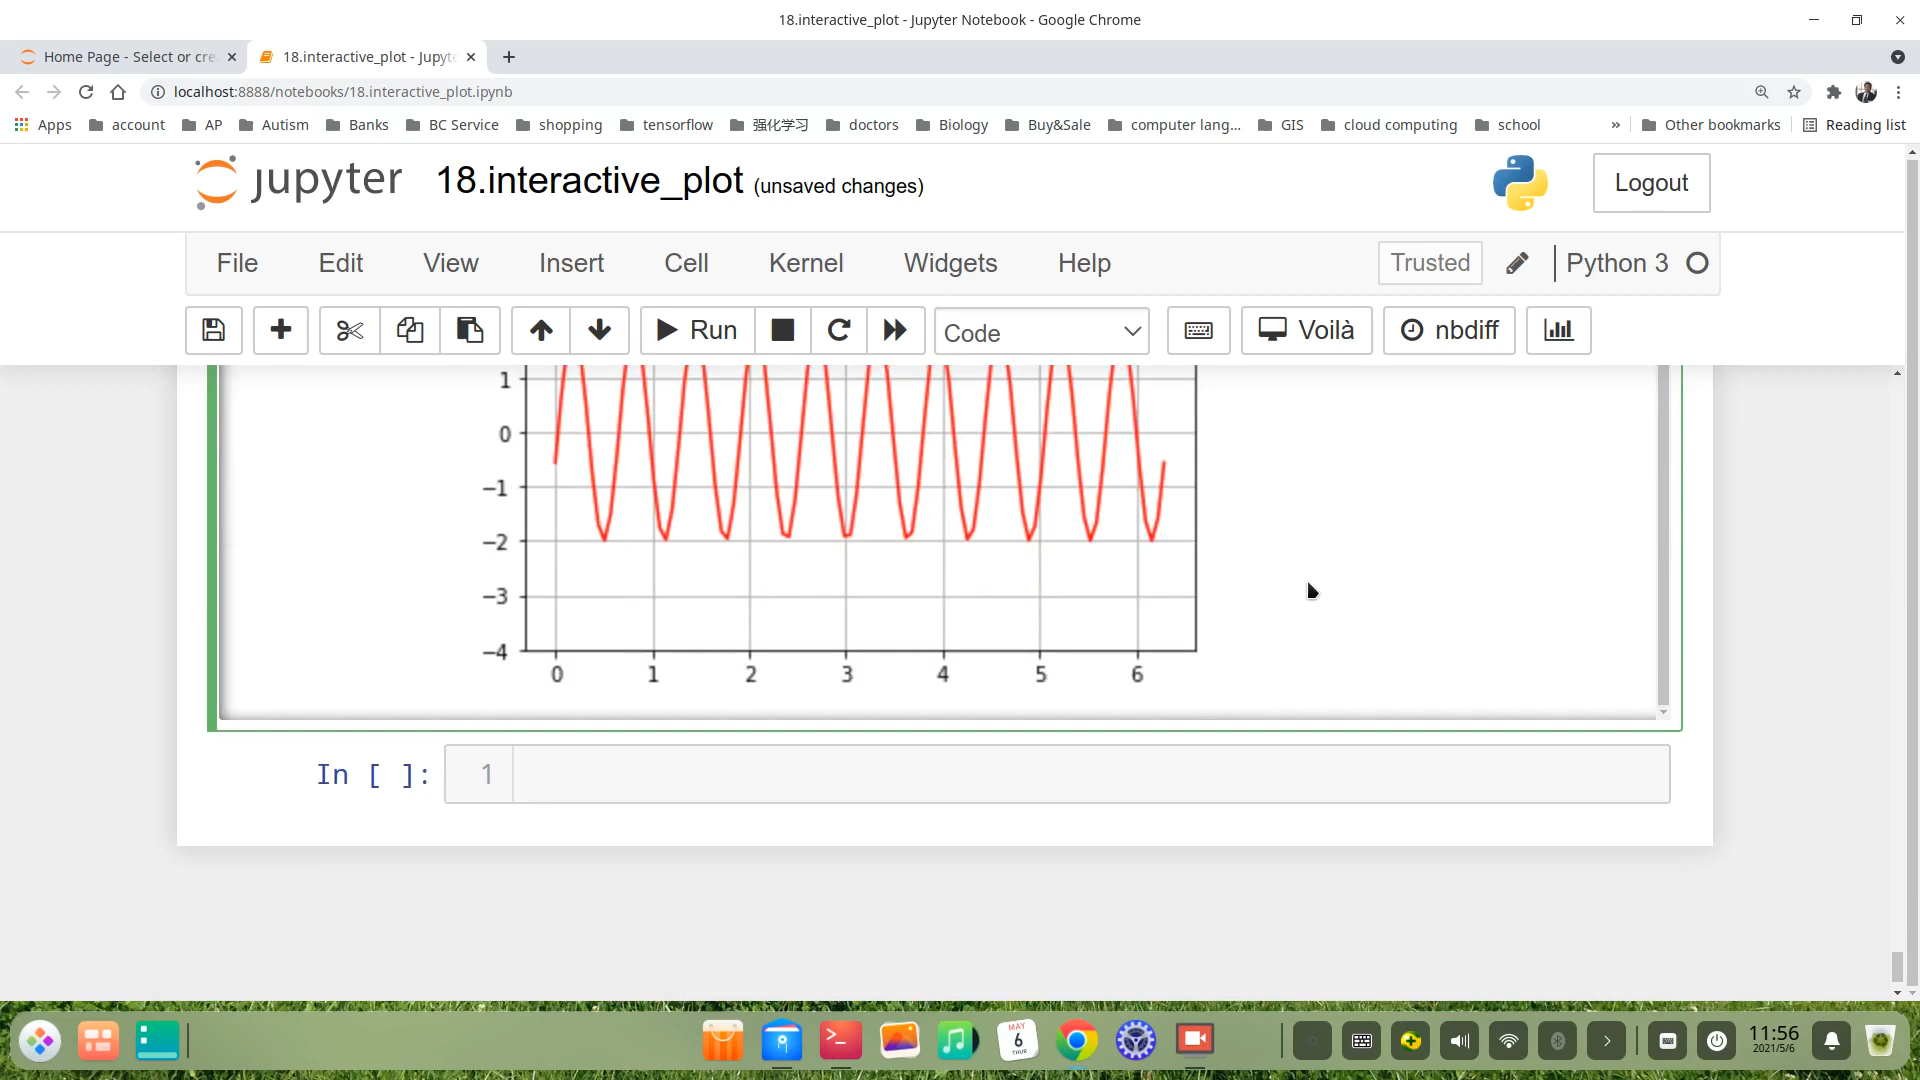 18.interactive_plot - Jupyter Notebook - Google Chrome
Home Page - Select or cre
18.interactive_plot - Jupyte
localhost:8888/notebooks/18.interactive_plot.ipynb
Apps account AP Autism Banks BC Service shopping tensorflow 强化学习 doctors Biology Buy&Sale computer lang... GIS cloud computing school » Other bookmarks Reading list
jupyter 18.interactive_plot (unsaved changes) Logout
File Edit View Insert Cell Kernel Widgets Help Trusted Python 3
Run Code Voilà nbdiff
1
0
−1
−2
−3
−4
0 1 2 3 4 5 6
In [ ]: 1
MAY
6
THUR
11:56
2021/5/6